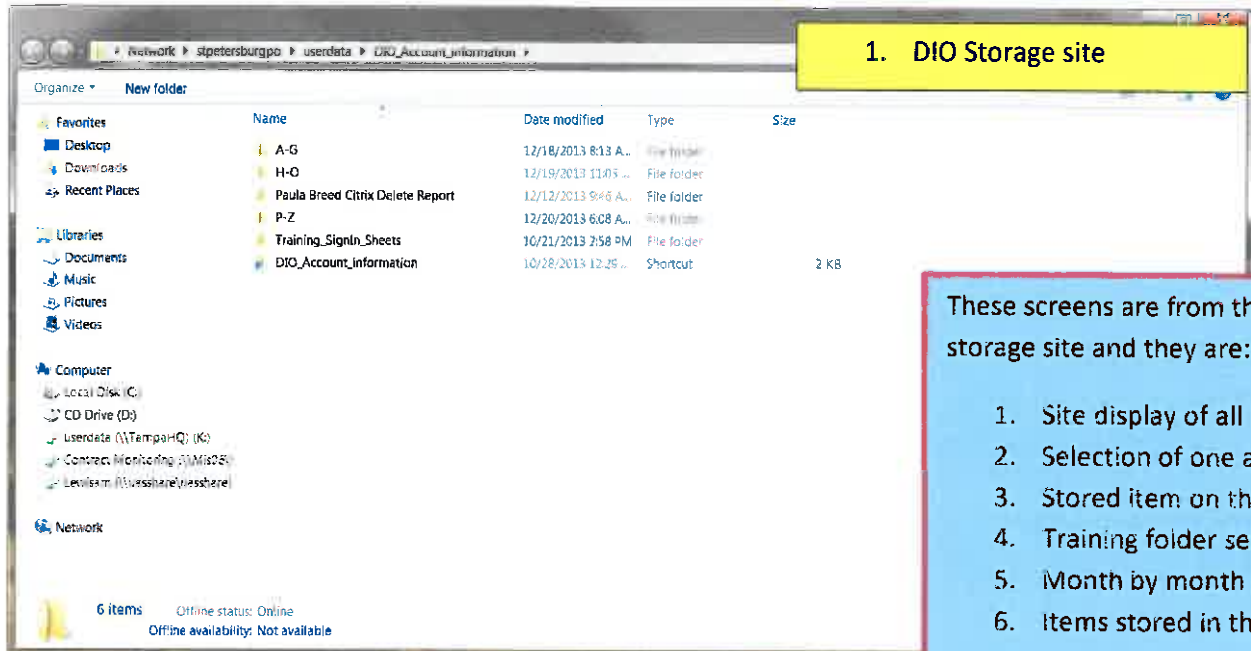 1. DIO Storage site
Network ▸ stpetersburgpo ▸ userdata ▸ DIO_Account_information ▸
Organize New folder
Name Date modified Type Size
Favorites
Desktop
Downloads
Recent Places
Libraries
Documents
Music
Pictures
Videos
Computer
Local Disk (C:)
CD Drive (D:)
userdata (\\TampaHQ) (K:)
Contract Monitoring
Network
A-G 12/18/2013 8:13 A... File folder
H-O 12/19/2013 11:03 ... File folder
Paula Breed Citrix Delete Report 12/12/2013 9:46 A... File folder
P-Z 12/20/2013 6:08 A... File folder
Training_SignIn_Sheets 10/21/2013 2:58 PM File folder
DIO_Account_information 10/28/2013 12:29 ... Shortcut 2 KB
6 items Offline status: Online
Offline availability: Not available
These screens are from th
storage site and they are:
1. Site display of all
2. Selection of one a
3. Stored item on th
4. Training folder se
5. Month by month
6. Items stored in th